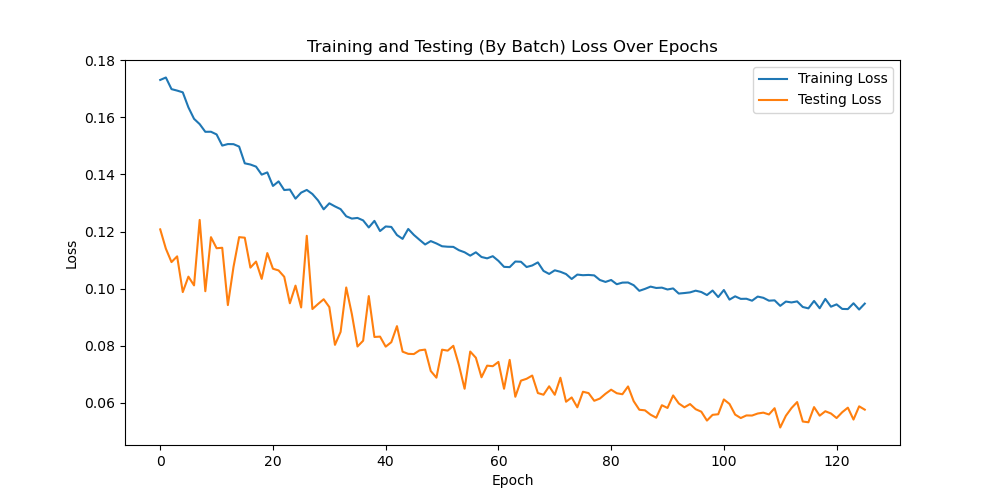 Training and Testing (By Batch) Loss Over Epochs
Training Loss
Testing Loss
Loss
0.18
0.16
0.14
0.12
0.10
0.08
0.06
0 20 40 60 80 100 120
Epoch